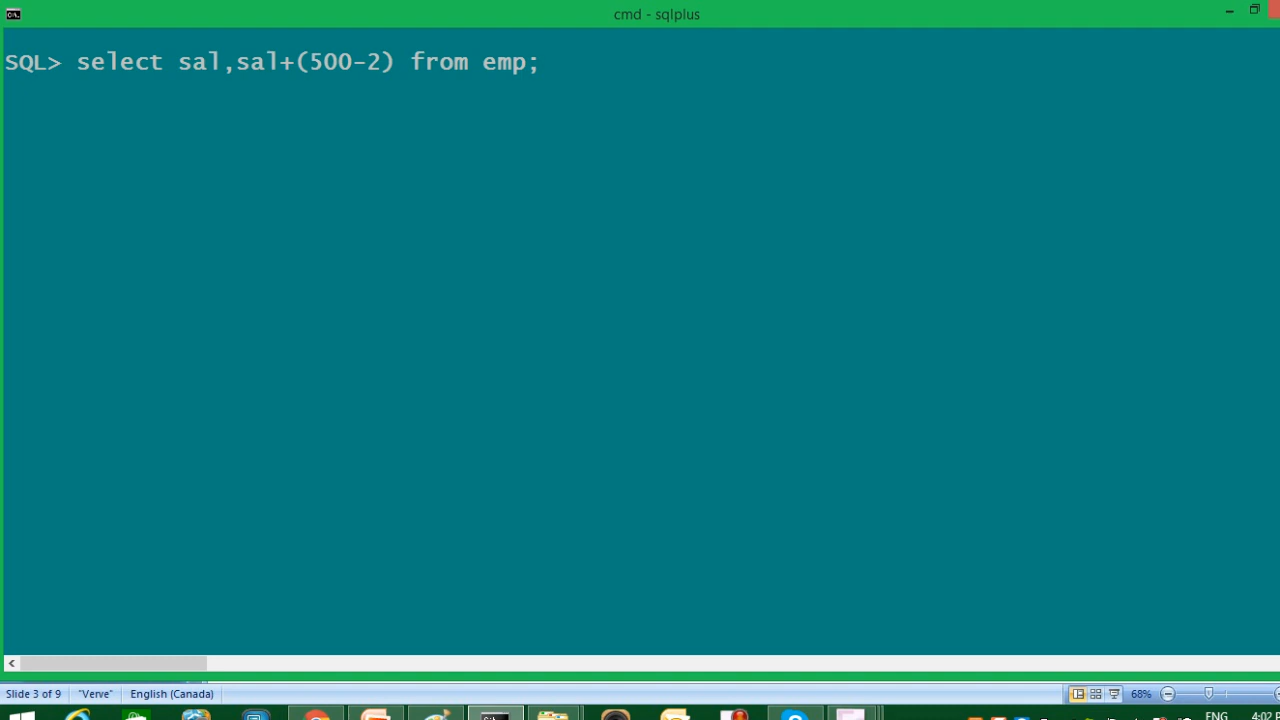 cmd - sqlplus
SQL> select sal,sal+(500-2) from emp;
Slide 3 of 9 "Verve" English (Canada) 68%
ENG